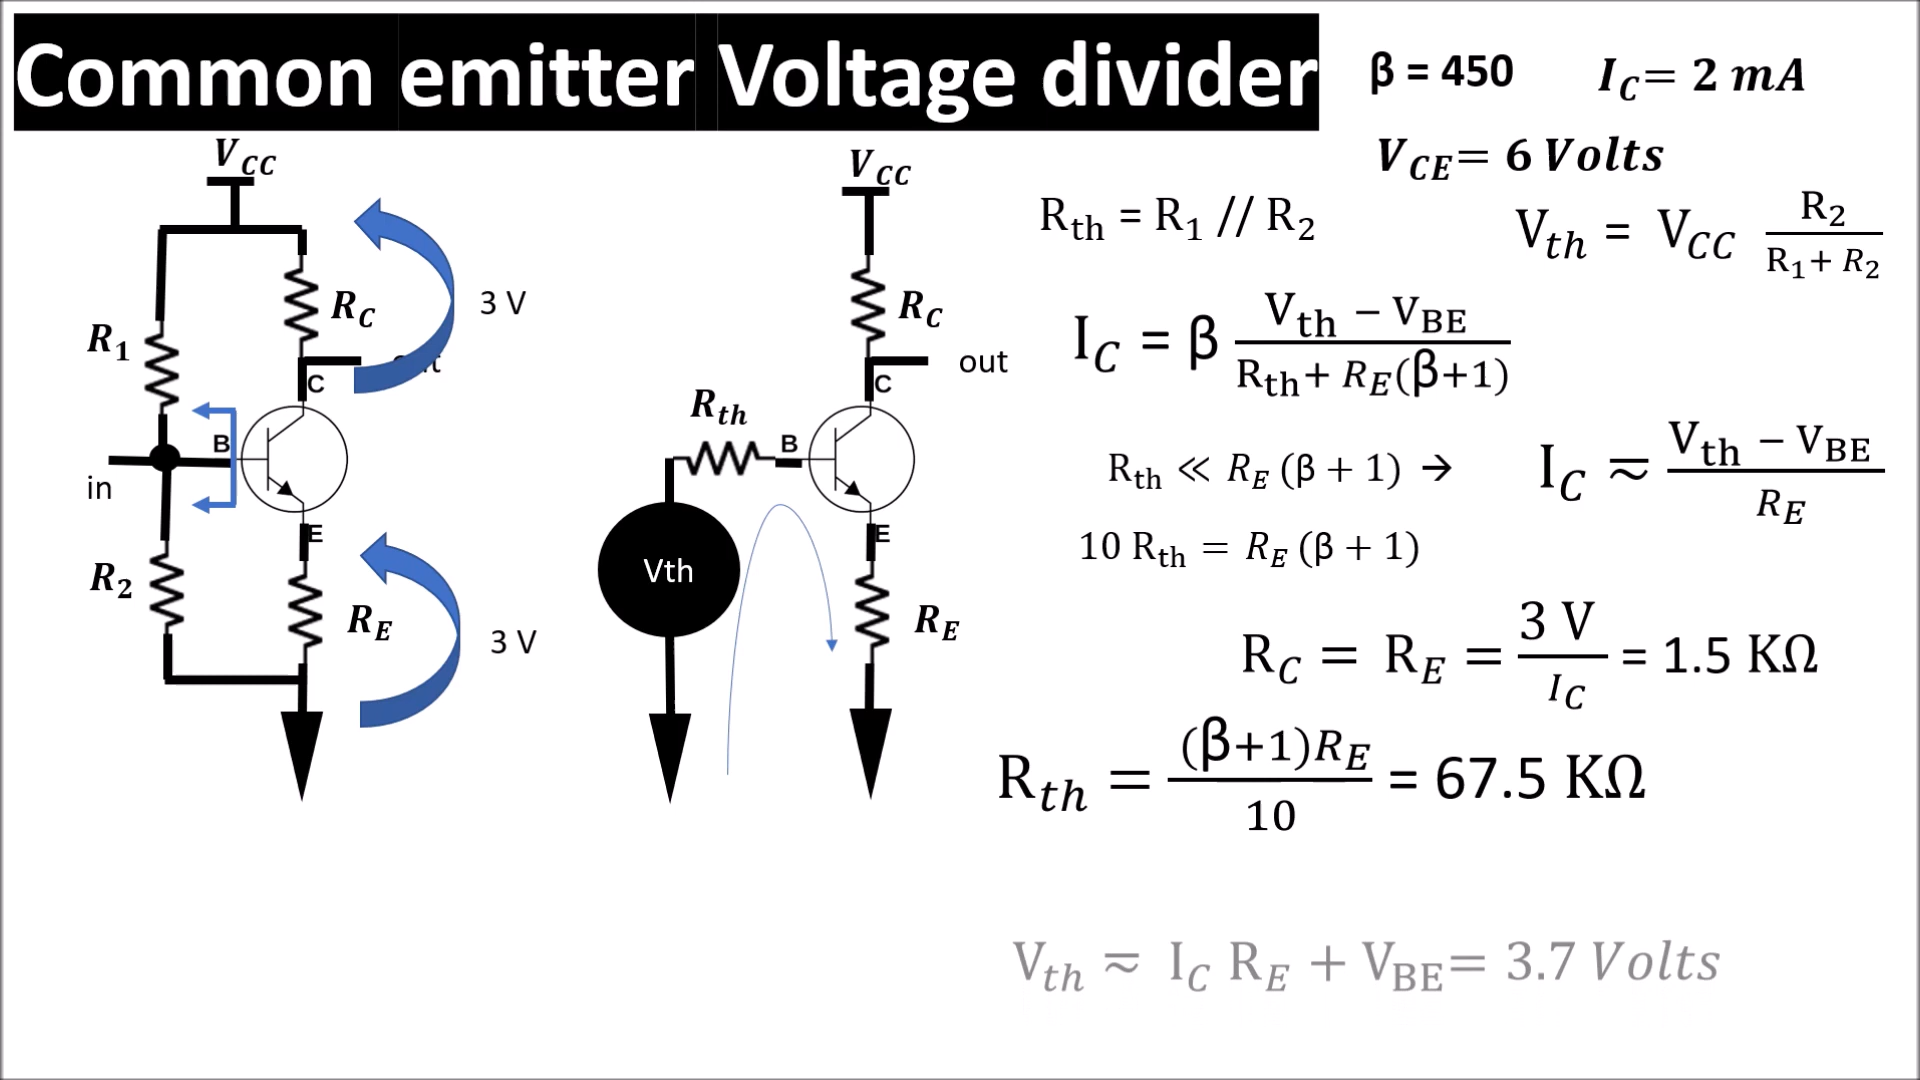 Common emitter Voltage divider
β = 450
I_C = 2 mA
V_CE = 6 Volts
V_CC
R_1
R_C
3 V
C
B
in
E
R_2
R_E
3 V
V_CC
R_C
out
C
R_th
B
Vth
E
R_E
R_th = R_1 // R_2
V_th = V_CC R_2 / (R_1 + R_2)
I_C = β (V_th − V_BE) / (R_th + R_E(β+1))
R_th ≪ R_E (β + 1) →
I_C ≈ (V_th − V_BE) / R_E
10 R_th = R_E (β + 1)
R_C = R_E = 3 V / I_C = 1.5 KΩ
R_th = (β+1)R_E / 10 = 67.5 KΩ
V_th ≈ I_C R_E + V_BE = 3.7 Volts